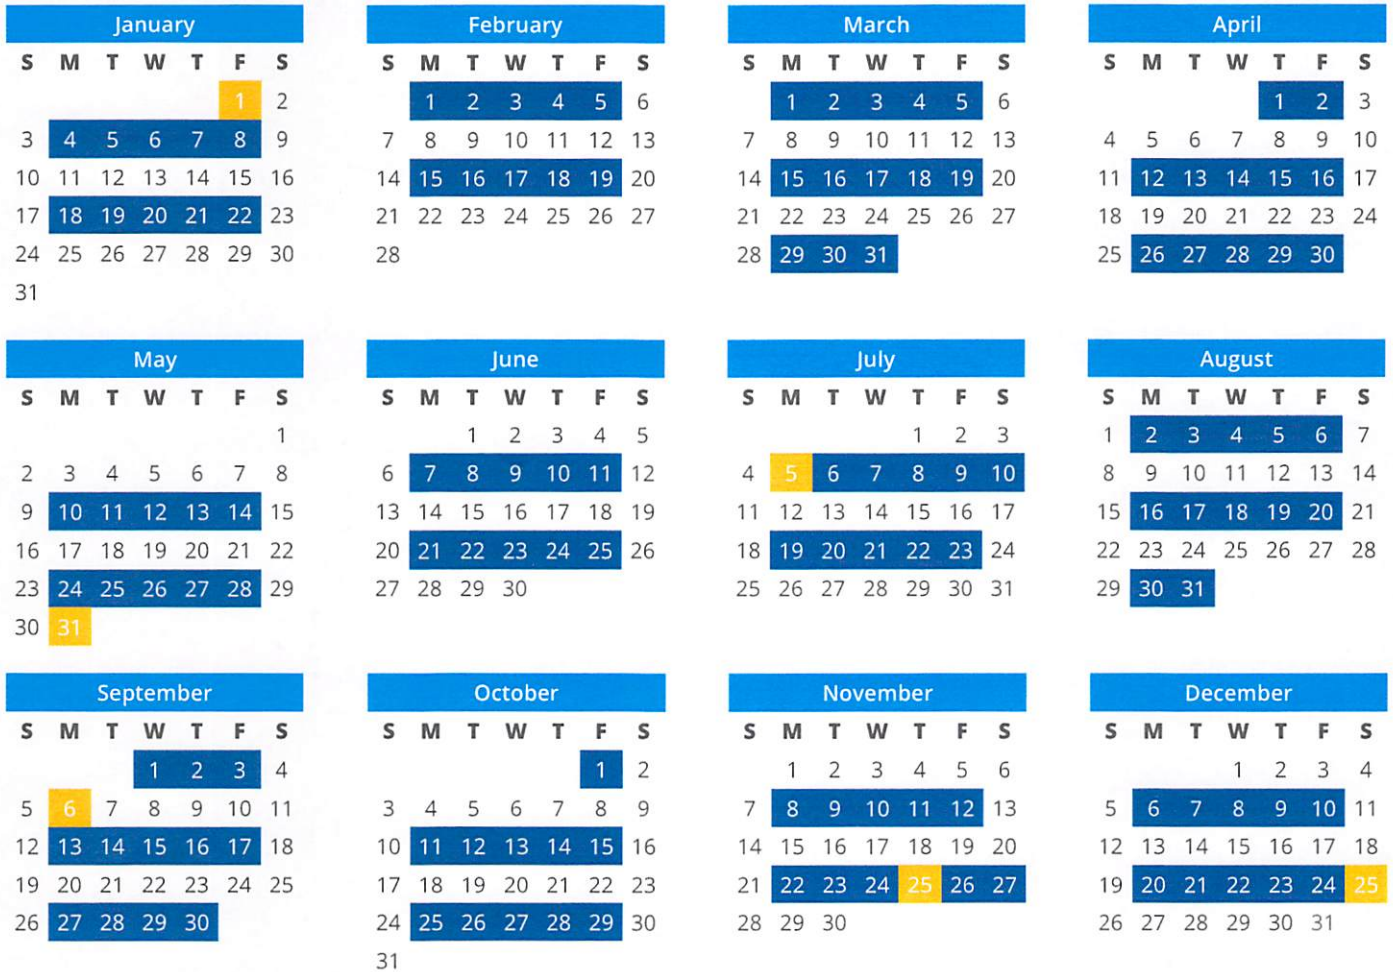 January
S M T W T F S
1 2
3 4 5 6 7 8 9
10 11 12 13 14 15 16
17 18 19 20 21 22 23
24 25 26 27 28 29 30
31
February
S M T W T F S
1 2 3 4 5 6
7 8 9 10 11 12 13
14 15 16 17 18 19 20
21 22 23 24 25 26 27
28
March
S M T W T F S
1 2 3 4 5 6
7 8 9 10 11 12 13
14 15 16 17 18 19 20
21 22 23 24 25 26 27
28 29 30 31
April
S M T W T F S
1 2 3
4 5 6 7 8 9 10
11 12 13 14 15 16 17
18 19 20 21 22 23 24
25 26 27 28 29 30
May
S M T W T F S
1
2 3 4 5 6 7 8
9 10 11 12 13 14 15
16 17 18 19 20 21 22
23 24 25 26 27 28 29
30 31
June
S M T W T F S
1 2 3 4 5
6 7 8 9 10 11 12
13 14 15 16 17 18 19
20 21 22 23 24 25 26
27 28 29 30
July
S M T W T F S
1 2 3
4 5 6 7 8 9 10
11 12 13 14 15 16 17
18 19 20 21 22 23 24
25 26 27 28 29 30 31
August
S M T W T F S
1 2 3 4 5 6 7
8 9 10 11 12 13 14
15 16 17 18 19 20 21
22 23 24 25 26 27 28
29 30 31
September
S M T W T F S
1 2 3 4
5 6 7 8 9 10 11
12 13 14 15 16 17 18
19 20 21 22 23 24 25
26 27 28 29 30
October
S M T W T F S
1 2
3 4 5 6 7 8 9
10 11 12 13 14 15 16
17 18 19 20 21 22 23
24 25 26 27 28 29 30
31
November
S M T W T F S
1 2 3 4 5 6
7 8 9 10 11 12 13
14 15 16 17 18 19 20
21 22 23 24 25 26 27
28 29 30
December
S M T W T F S
1 2 3 4
5 6 7 8 9 10 11
12 13 14 15 16 17 18
19 20 21 22 23 24 25
26 27 28 29 30 31